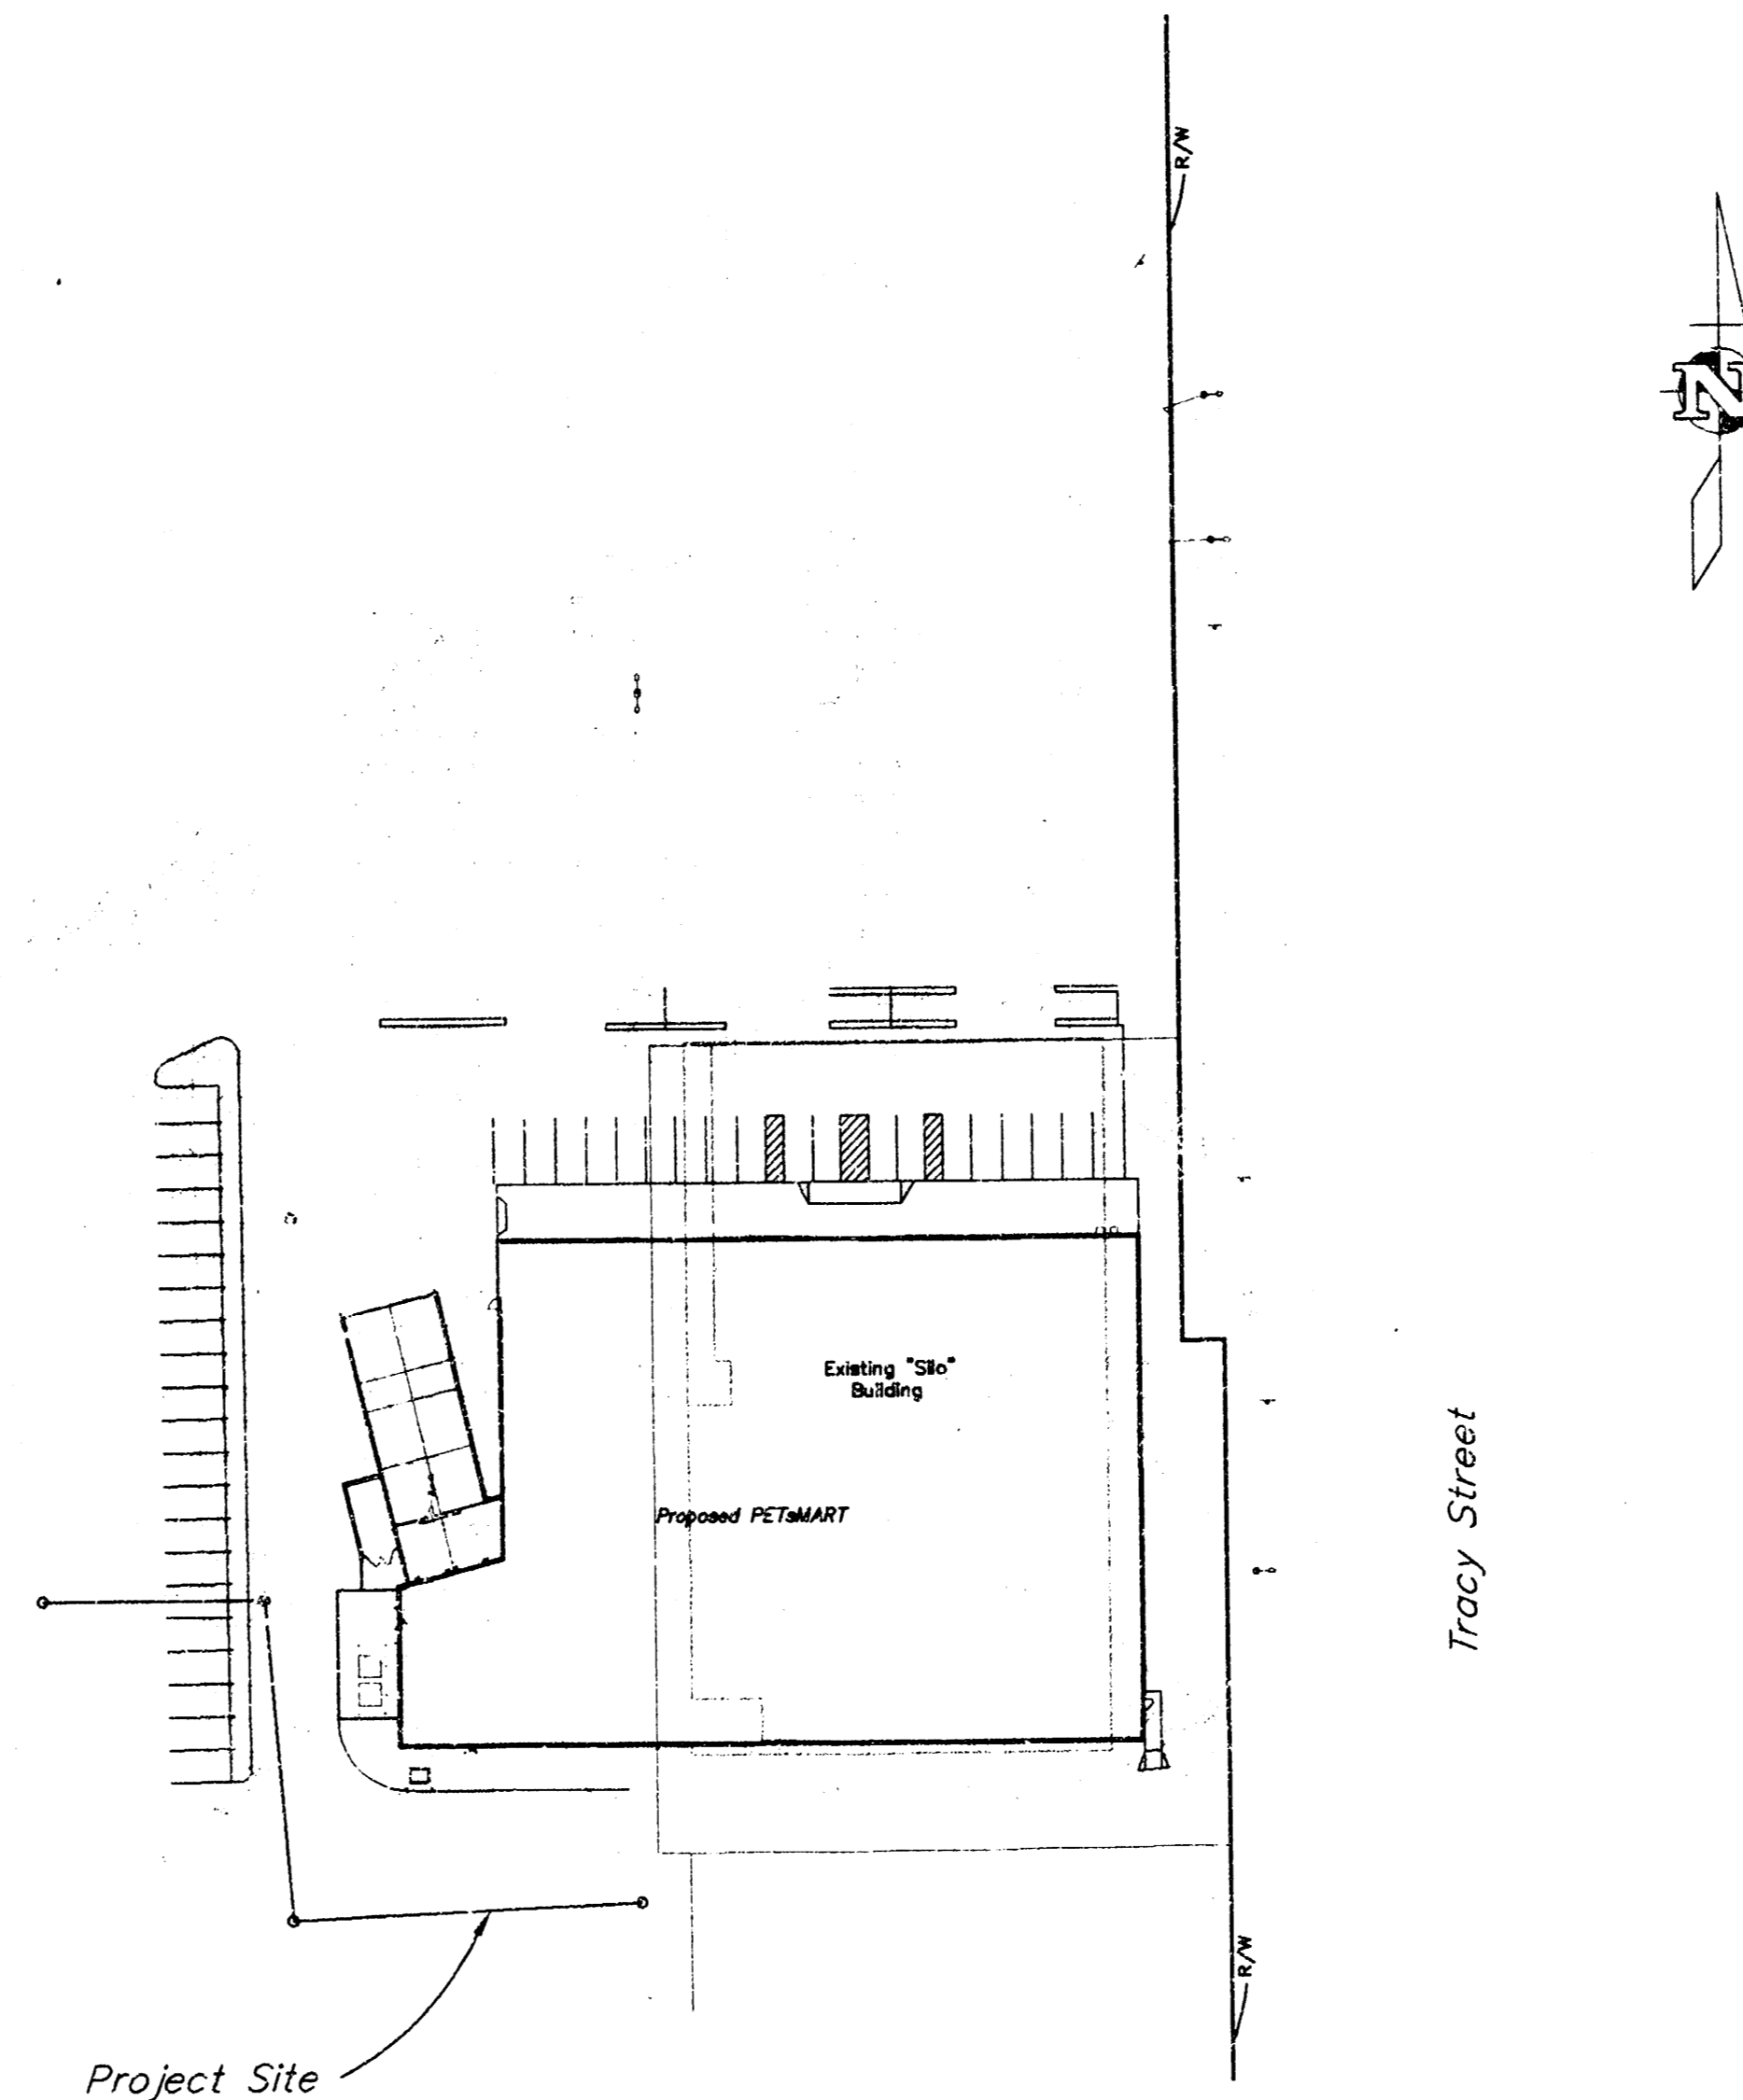 R/W
N
Existing "Silo"
Building
Proposed PETsMART
Tracy Street
R/W
Project Site